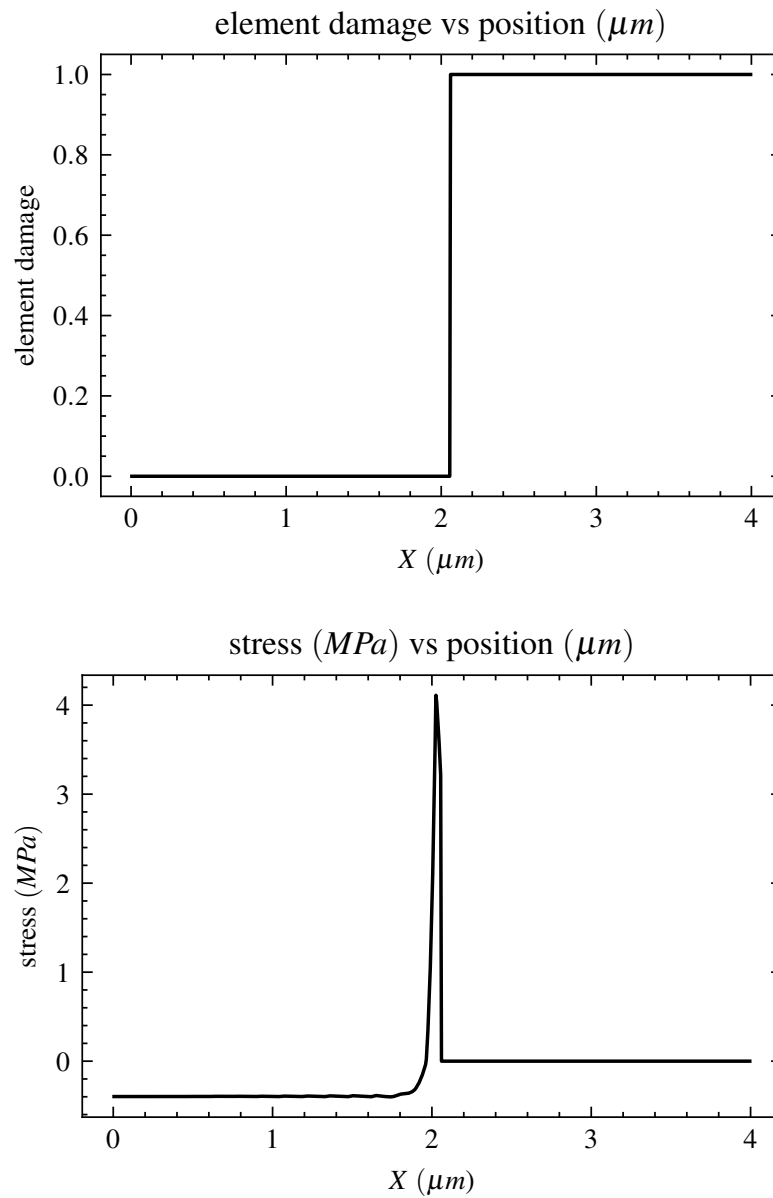 element damage vs position (μm)
1.0
0.8
0.6
0.4
0.2
0.0
element damage
0 1 2 3 4
X (μm)
stress (MPa) vs position (μm)
4
3
2
1
0
stress (MPa)
0 1 2 3 4
X (μm)